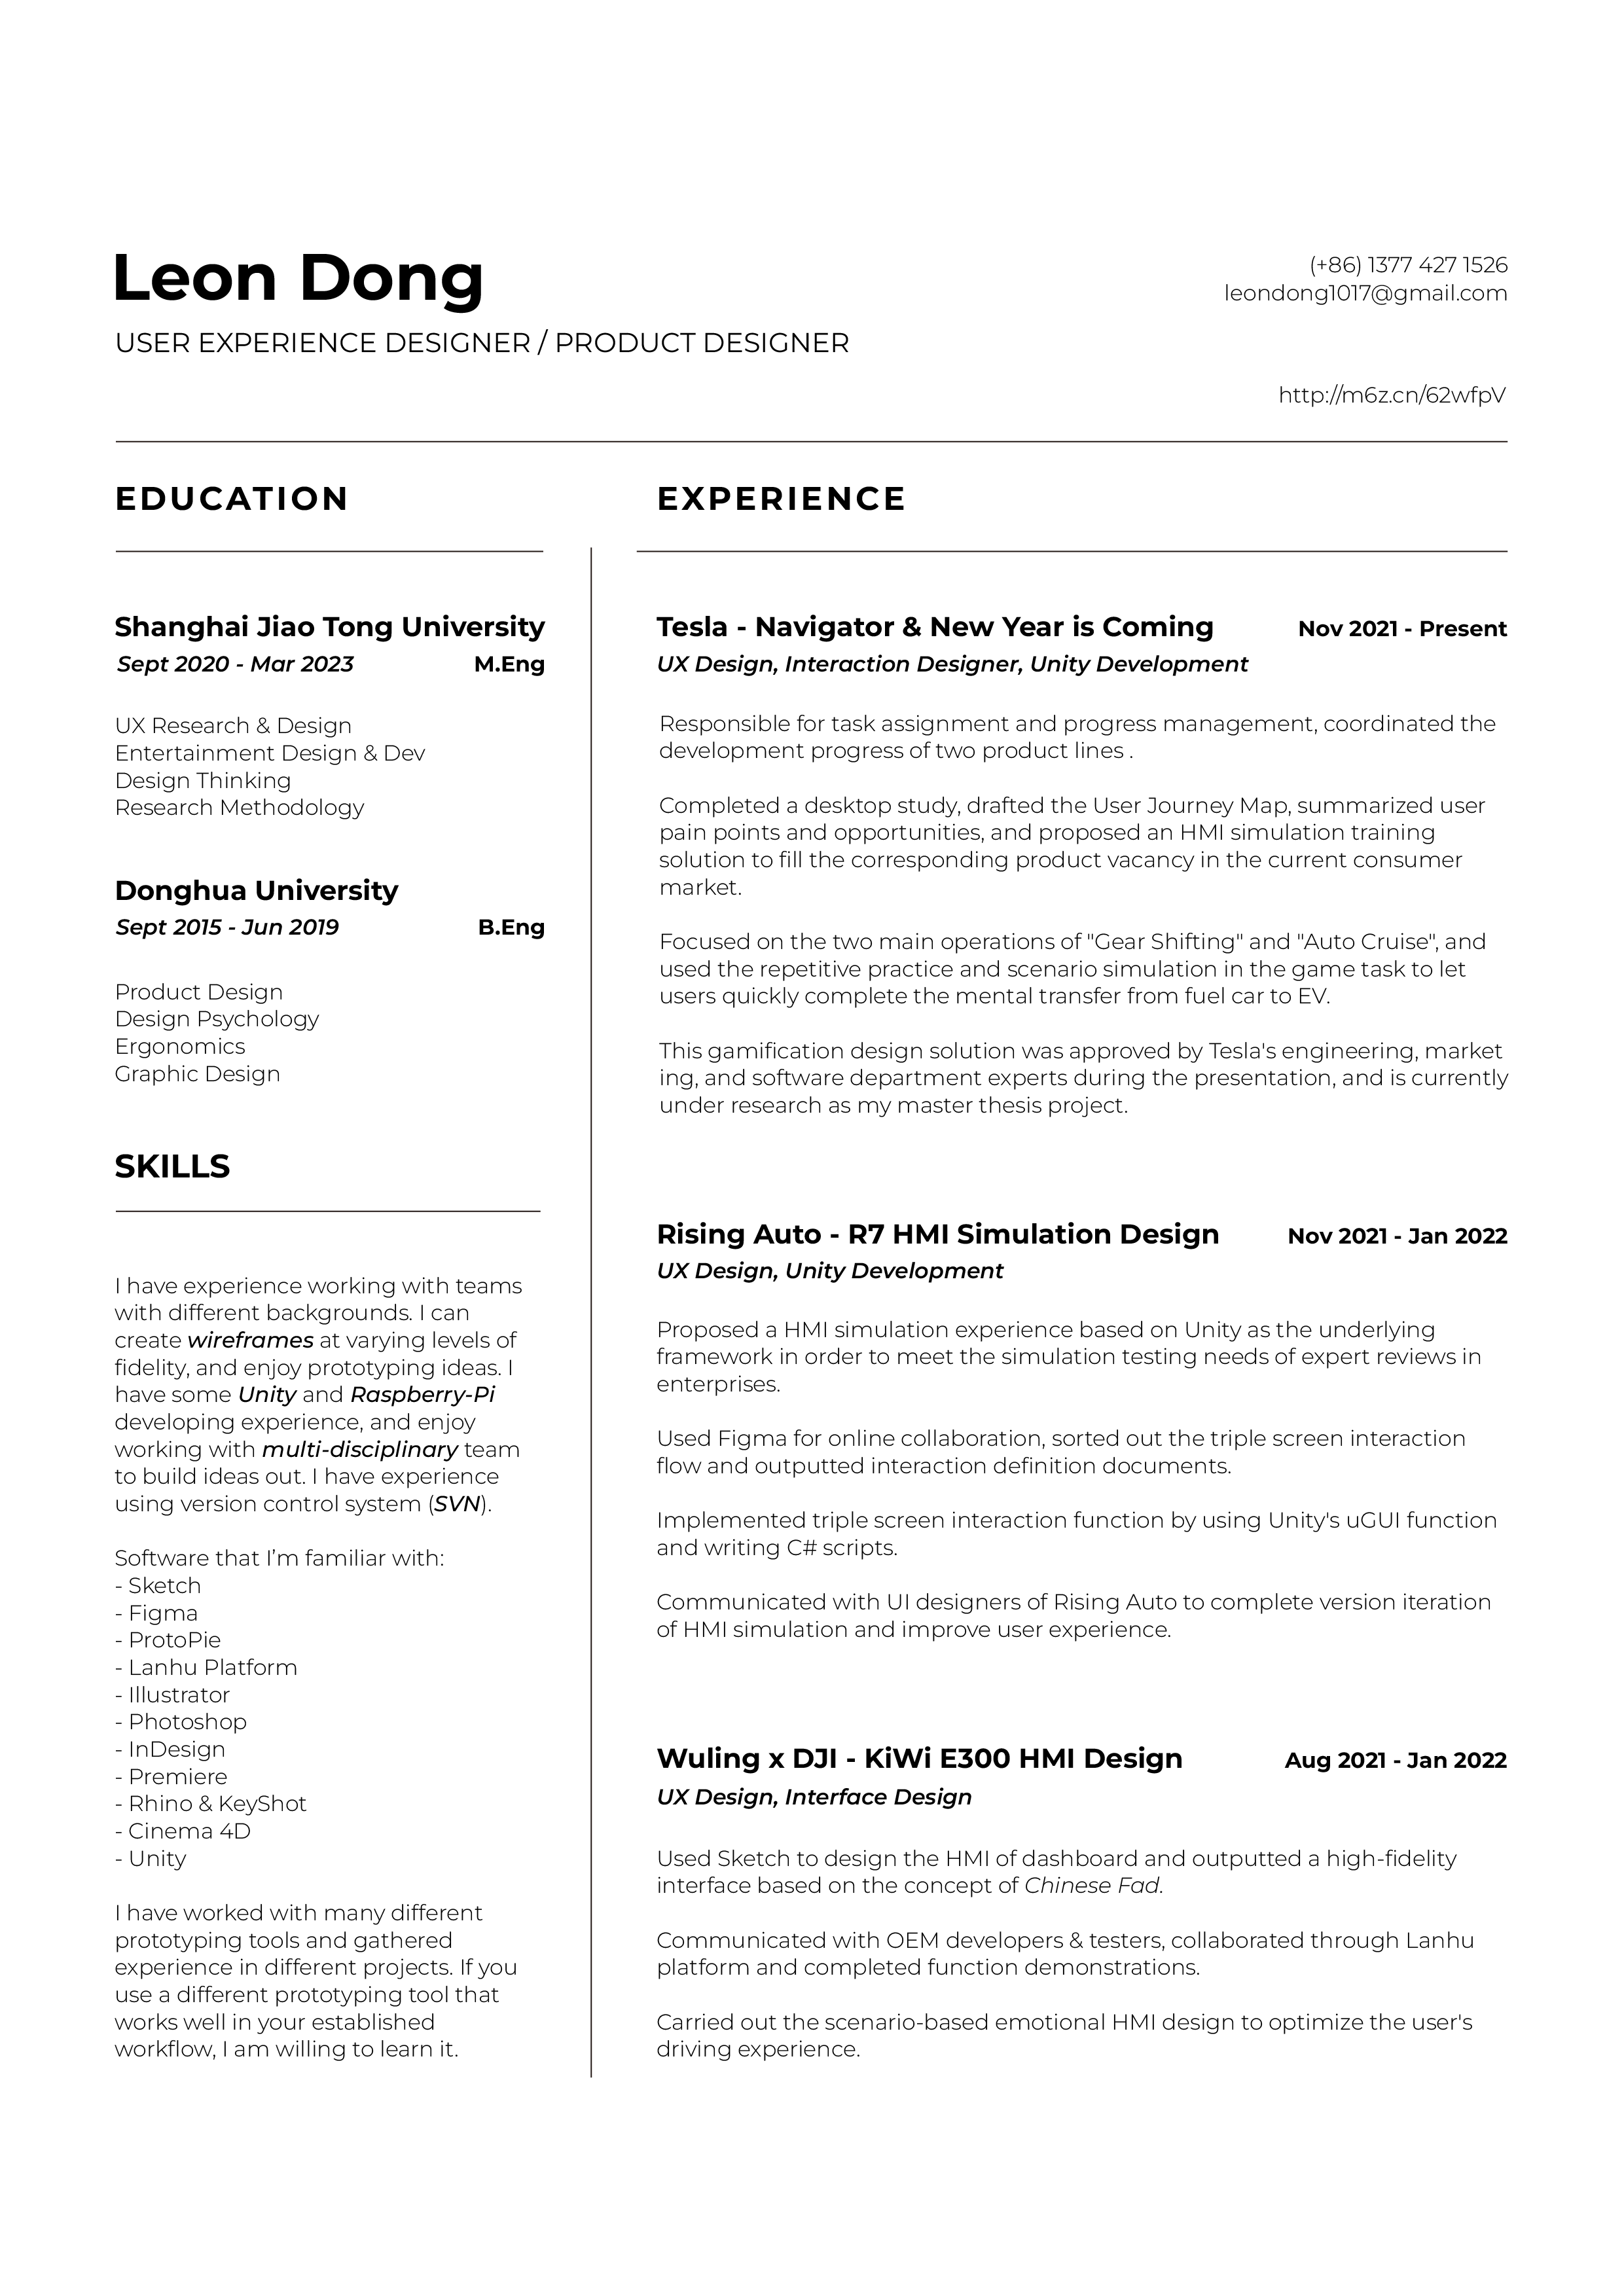 Leon Dong
USER EXPERIENCE DESIGNER / PRODUCT DESIGNER
(+86) 1377 427 1526
leondong1017@gmail.com
http://m6z.cn/62wfpV
EDUCATION
Shanghai Jiao Tong University
Sept 2020 - Mar 2023 M.Eng
UX Research & Design
Entertainment Design & Dev
Design Thinking
Research Methodology
Donghua University
Sept 2015 - Jun 2019 B.Eng
Product Design
Design Psychology
Ergonomics
Graphic Design
SKILLS
I have experience working with teams
with different backgrounds. I can
create wireframes at varying levels of
fidelity, and enjoy prototyping ideas. I
have some Unity and Raspberry-Pi
developing experience, and enjoy
working with multi-disciplinary team
to build ideas out. I have experience
using version control system (SVN).
Software that I’m familiar with:
- Sketch
- Figma
- ProtoPie
- Lanhu Platform
- Illustrator
- Photoshop
- InDesign
- Premiere
- Rhino & KeyShot
- Cinema 4D
- Unity
I have worked with many different
prototyping tools and gathered
experience in different projects. If you
use a different prototyping tool that
works well in your established
workflow, I am willing to learn it.
EXPERIENCE
Tesla - Navigator & New Year is Coming Nov 2021 - Present
UX Design, Interaction Designer, Unity Development
Responsible for task assignment and progress management, coordinated the
development progress of two product lines .
Completed a desktop study, drafted the User Journey Map, summarized user
pain points and opportunities, and proposed an HMI simulation training
solution to fill the corresponding product vacancy in the current consumer
market.
Focused on the two main operations of "Gear Shifting" and "Auto Cruise", and
used the repetitive practice and scenario simulation in the game task to let
users quickly complete the mental transfer from fuel car to EV.
This gamification design solution was approved by Tesla's engineering, market
ing, and software department experts during the presentation, and is currently
under research as my master thesis project.
Rising Auto - R7 HMI Simulation Design Nov 2021 - Jan 2022
UX Design, Unity Development
Proposed a HMI simulation experience based on Unity as the underlying
framework in order to meet the simulation testing needs of expert reviews in
enterprises.
Used Figma for online collaboration, sorted out the triple screen interaction
flow and outputted interaction definition documents.
Implemented triple screen interaction function by using Unity's uGUI function
and writing C# scripts.
Communicated with UI designers of Rising Auto to complete version iteration
of HMI simulation and improve user experience.
Wuling x DJI - KiWi E300 HMI Design Aug 2021 - Jan 2022
UX Design, Interface Design
Used Sketch to design the HMI of dashboard and outputted a high-fidelity
interface based on the concept of Chinese Fad.
Communicated with OEM developers & testers, collaborated through Lanhu
platform and completed function demonstrations.
Carried out the scenario-based emotional HMI design to optimize the user's
driving experience.